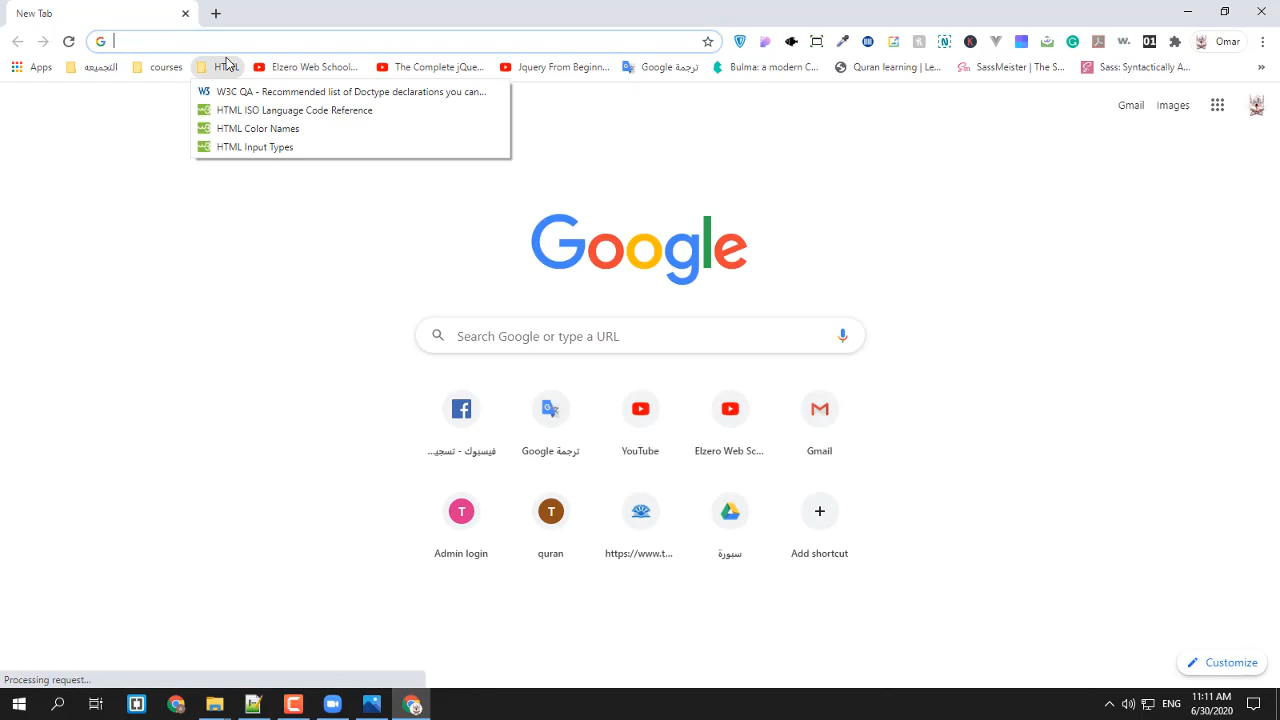 New Tab
Omar
Apps
التجميعه
courses
Elzero Web School...
The Complete jQue...
Jquery From Beginn...
ترجمة Google
Bulma: a modern C...
Quran learning | Le...
SassMeister | The S...
Sass: Syntactically A...
»
W3C QA - Recommended list of Doctype declarations you can...
HTML ISO Language Code Reference
HTML Color Names
HTML Input Types
Gmail
Images
Google
Search Google or type a URL
فيسبوك - تسجيـ...
ترجمة Google
YouTube
Elzero Web Sc...
Gmail
T
T
Admin login
quran
https://www.t...
سبورة
Add shortcut
Customize
Processing request...
ENG
11:11 AM
6/30/2020